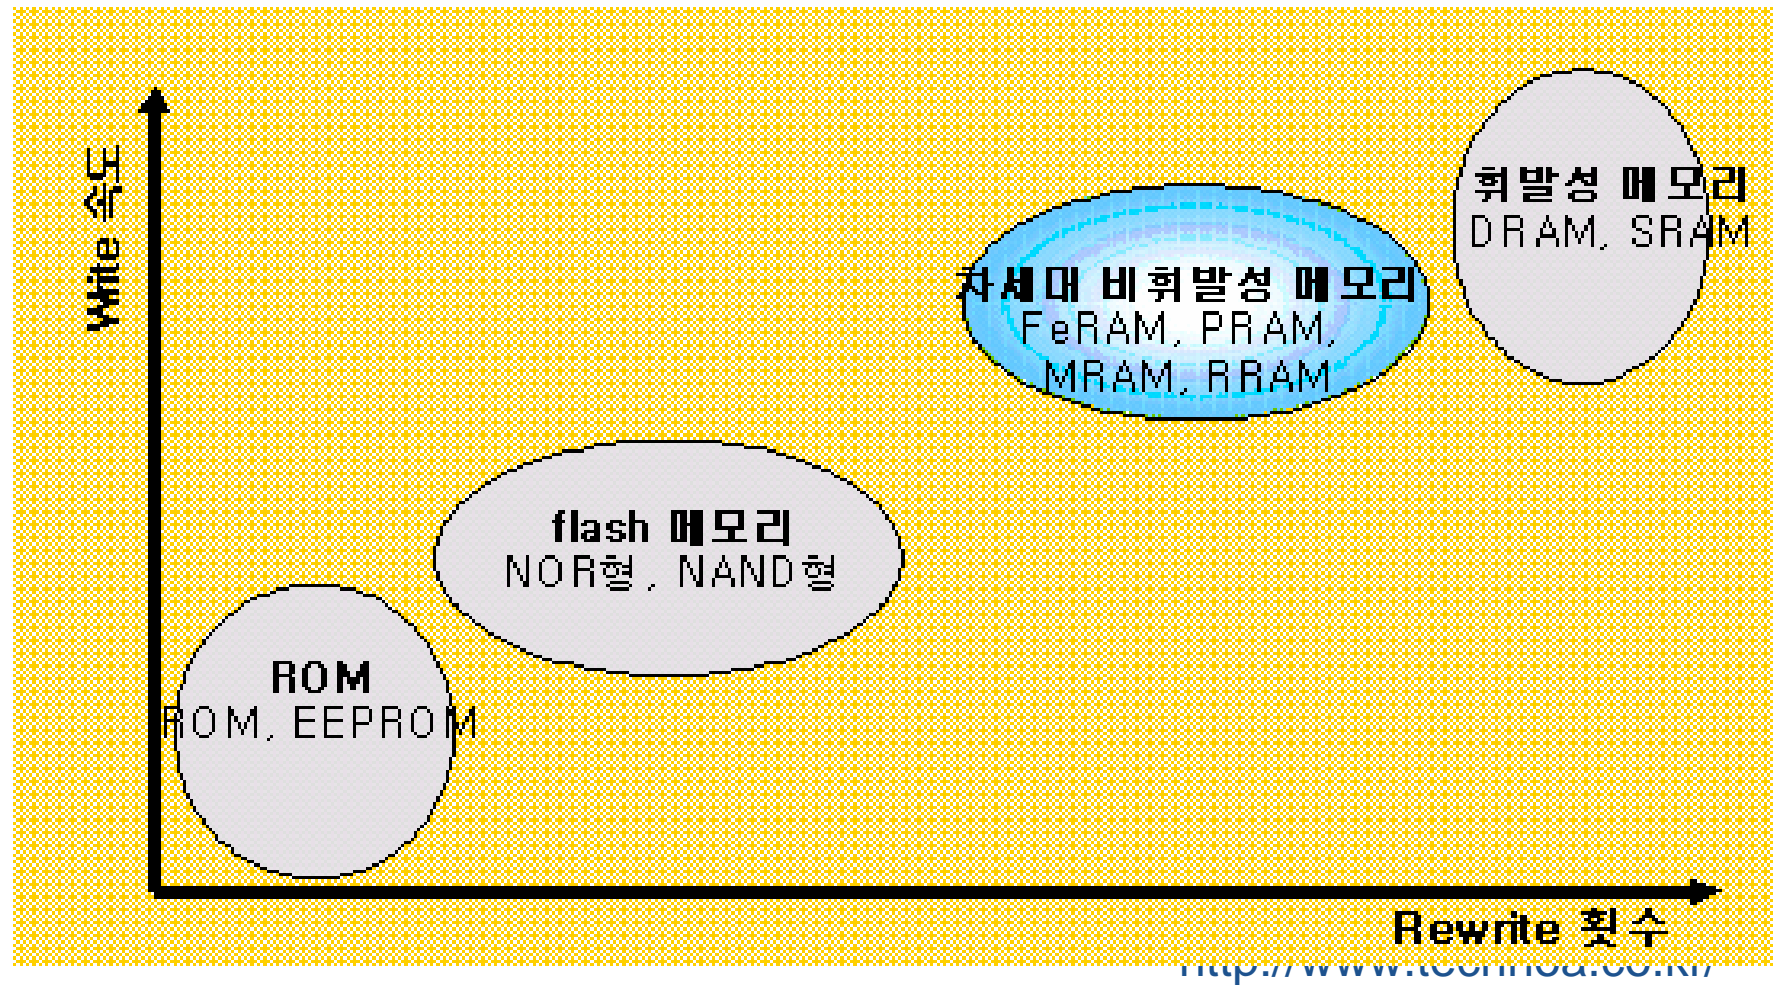 Write 속도
휘발성 메모리
DRAM, SRAM
차세대 비휘발성 메모리
FeRAM, PRAM,
MRAM, RRAM
flash 메모리
NOR형, NAND형
ROM
ROM, EEPROM
Rewrite 횟수